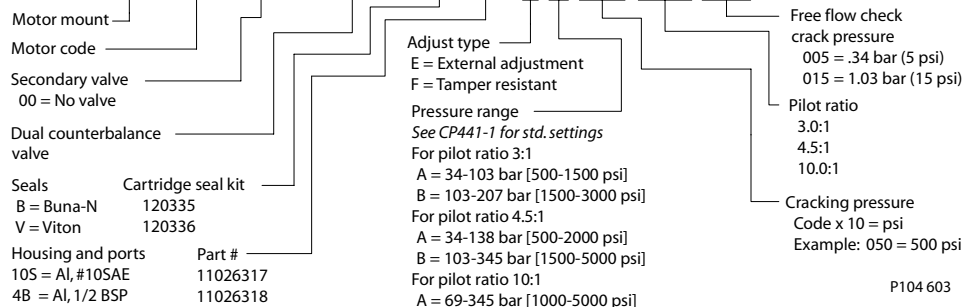 Motor mount
Motor code
Secondary valve
00 = No valve
Dual counterbalance
valve
Seals
B = Buna-N
V = Viton
Cartridge seal kit
120335
120336
Housing and ports
10S = Al, #10SAE
4B = Al, 1/2 BSP
Part #
11026317
11026318
Adjust type
E = External adjustment
F = Tamper resistant
Pressure range
See CP441-1 for std. settings
For pilot ratio 3:1
A = 34-103 bar [500-1500 psi]
B = 103-207 bar [1500-3000 psi]
For pilot ratio 4.5:1
A = 34-138 bar [500-2000 psi]
B = 103-345 bar [1500-5000 psi]
For pilot ratio 10:1
A = 69-345 bar [1000-5000 psi]
Free flow check
crack pressure
005 = .34 bar (5 psi)
015 = 1.03 bar (15 psi)
Pilot ratio
3.0:1
4.5:1
10.0:1
Cracking pressure
Code x 10 = psi
Example: 050 = 500 psi
P104 603